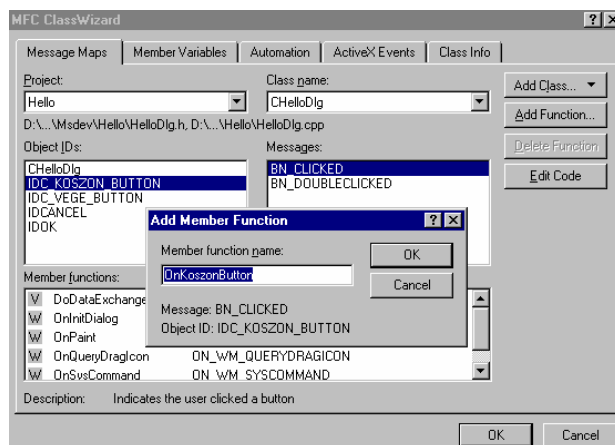 MFC ClassWizard
Message Maps Member Variables Automation ActiveX Events Class Info
Project: Class name:
Hello CHelloDlg
Add Class...
D:\...\Msdev\Hello\HelloDlg.h, D:\...\Hello\HelloDlg.cpp
Add Function...
Object IDs: Messages:
Delete Function
CHelloDlg BN_CLICKED
IDC_KOSZON_BUTTON BN_DOUBLECLICKED
Edit Code
IDC_VEGE_BUTTON
IDCANCEL
IDOK
Add Member Function
Member function name:
OK
OnKoszonButton
Cancel
Message: BN_CLICKED
Object ID: IDC_KOSZON_BUTTON
Member functions:
V DoDataExchange
W OnInitDialog
W OnPaint
W OnQueryDragIcon ON_WM_QUERYDRAGICON
W OnSysCommand ON_WM_SYSCOMMAND
Description: Indicates the user clicked a button
OK Cancel